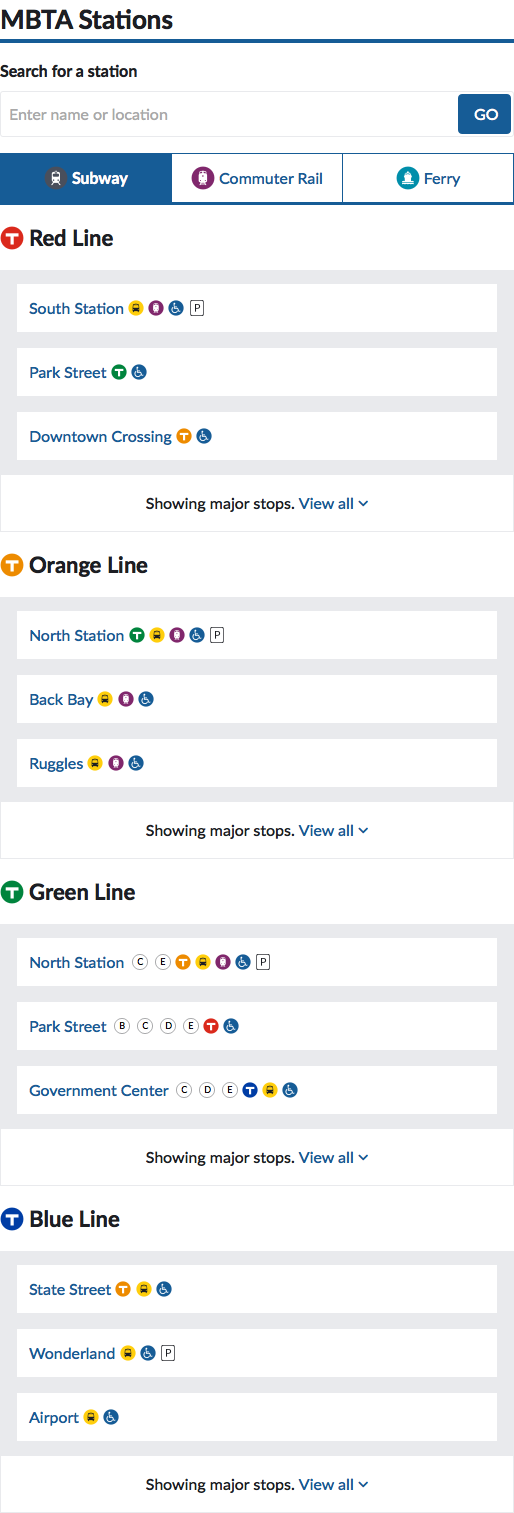 MBTA Stations
Search for a station
Enter name or location GO
Subway Commuter Rail Ferry
T Red Line
South Station P
Park Street T
Downtown Crossing T
Showing major stops. View all
T Orange Line
North Station T P
Back Bay
Ruggles
Showing major stops. View all
T Green Line
North Station C E T P
Park Street B C D E T
Government Center C D E T
Showing major stops. View all
T Blue Line
State Street T
Wonderland P
Airport
Showing major stops. View all